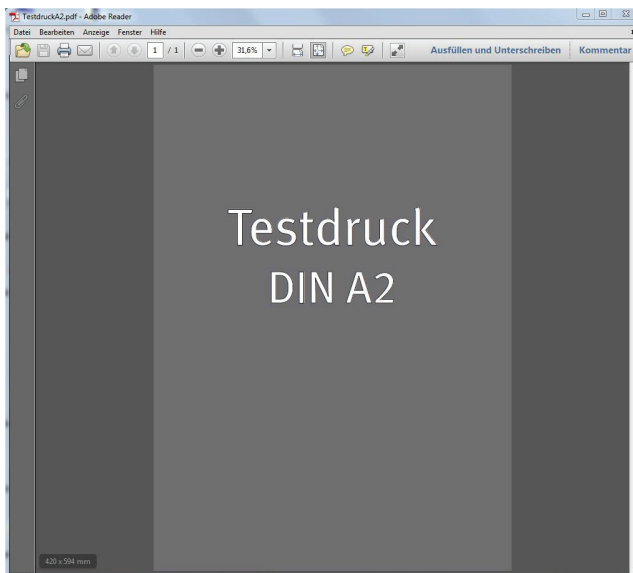 TestdruckA2.pdf - Adobe Reader
Datei Bearbeiten Anzeige Fenster Hilfe
1 / 1 31,6% Ausfüllen und Unterschreiben Kommentar
Testdruck
DIN A2
420 x 594 mm